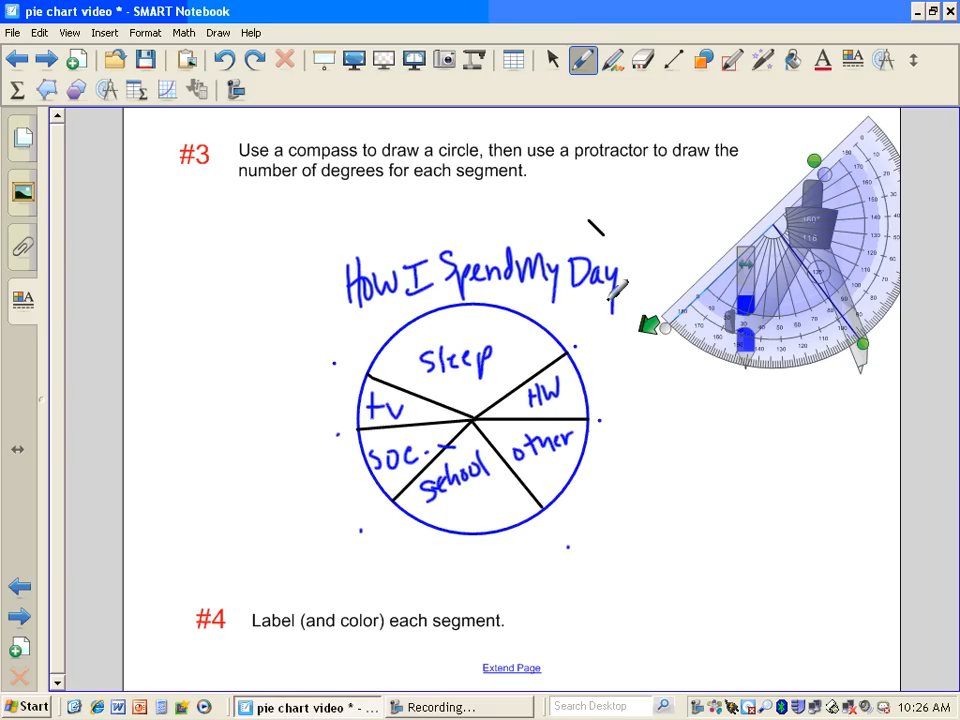 pie chart video * - SMART Notebook
File Edit View Insert Format Math Draw Help
#3 Use a compass to draw a circle, then use a protractor to draw the
number of degrees for each segment.
How I Spend My Day
sleep
HW
tv
other
soc.
school
#4 Label (and color) each segment.
Extend Page
Start pie chart video * - ... Recording... Search Desktop 10:26 AM